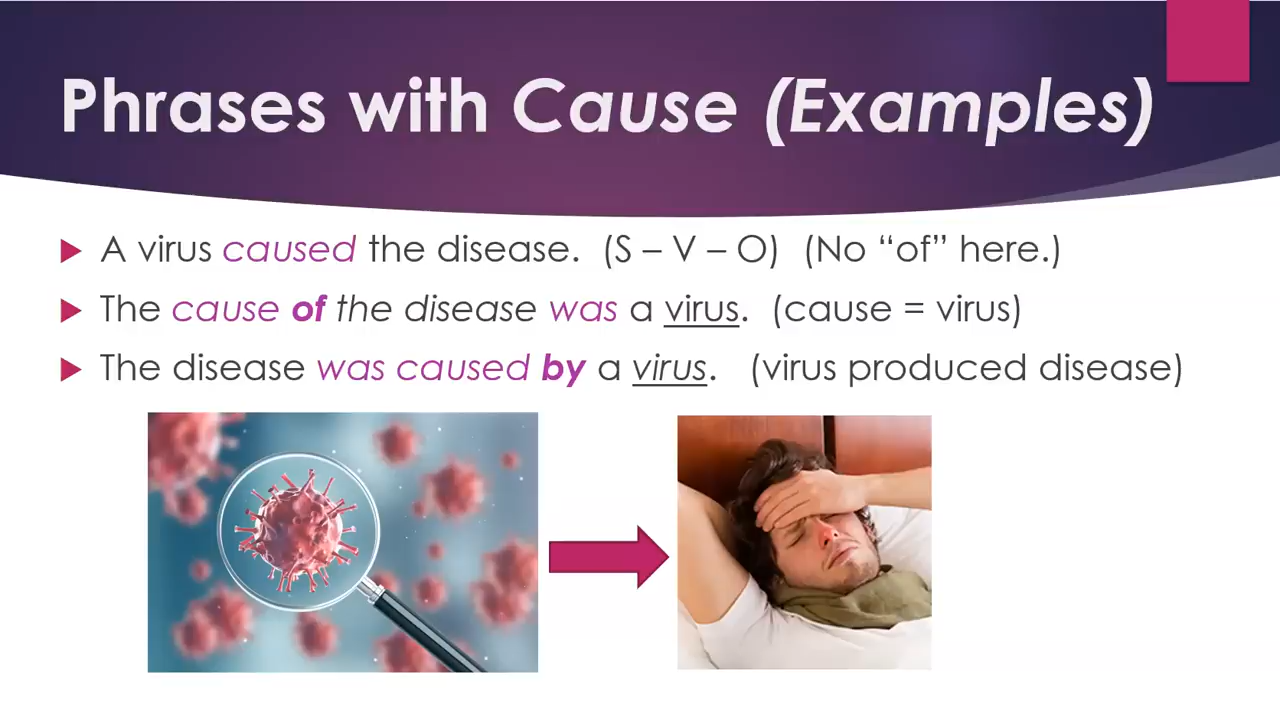 Phrases with Cause (Examples)
A virus caused the disease. (S – V – O) (No “of” here.)
The cause of the disease was a virus. (cause = virus)
The disease was caused by a virus. (virus produced disease)